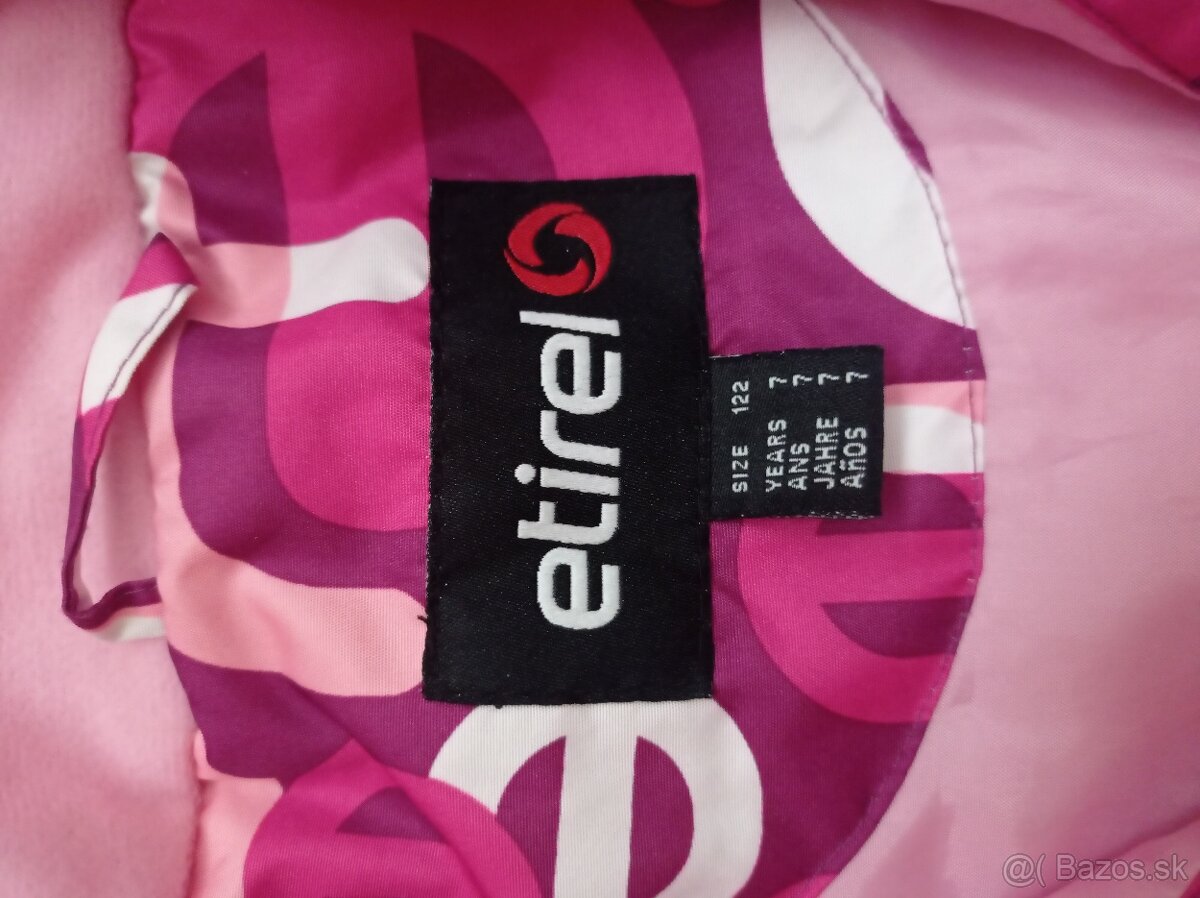 etirel
SIZE 122
YEARS 7
ANS 7
JAHRE 7
AñOS 7
e
e
@( Bazos.sk